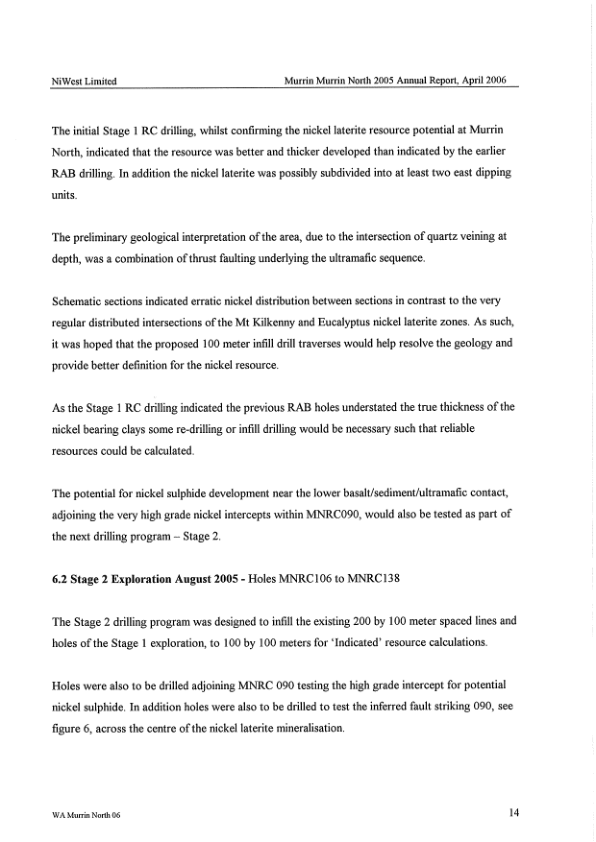 NiWest Limited Murrin Murrin North 2005 Annual Report, April 2006
The initial Stage 1 RC drilling, whilst confirming the nickel laterite resource potential at Murrin
North, indicated that the resource was better and thicker developed than indicated by the earlier
RAB drilling. In addition the nickel laterite was possibly subdivided into at least two east dipping
units.
The preliminary geological interpretation of the area, due to the intersection of quartz veining at
depth, was a combination of thrust faulting underlying the ultramafic sequence.
Schematic sections indicated erratic nickel distribution between sections in contrast to the very
regular distributed intersections of the Mt Kilkenny and Eucalyptus nickel laterite zones. As such,
it was hoped that the proposed 100 meter infill drill traverses would help resolve the geology and
provide better definition for the nickel resource.
As the Stage 1 RC drilling indicated the previous RAB holes understated the true thickness of the
nickel bearing clays some re-drilling or infill drilling would be necessary such that reliable
resources could be calculated.
The potential for nickel sulphide development near the lower basalt/sediment/ultramafic contact,
adjoining the very high grade nickel intercepts within MNRC090, would also be tested as part of
the next drilling program – Stage 2.
6.2 Stage 2 Exploration August 2005 - Holes MNRC106 to MNRC138
The Stage 2 drilling program was designed to infill the existing 200 by 100 meter spaced lines and
holes of the Stage 1 exploration, to 100 by 100 meters for ‘Indicated’ resource calculations.
Holes were also to be drilled adjoining MNRC 090 testing the high grade intercept for potential
nickel sulphide. In addition holes were also to be drilled to test the inferred fault striking 090, see
figure 6, across the centre of the nickel laterite mineralisation.
WA Murrin North 06 14